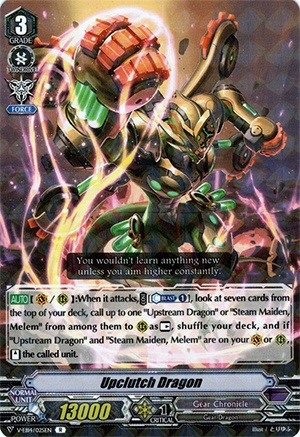 3
GRADE
FORCE
You wouldn't learn anything new
unless you aim higher constantly.
AUTO [ / ]:When it attacks, [ BLAST 1], look at seven cards from
the top of your deck, call up to one "Upstream Dragon" or "Steam Maiden,
Melem" from among them to as , shuffle your deck, and if
"Upstream Dragon" and "Steam Maiden, Melem" are on your or ,
Upclutch Dragon
NORMAL
UNIT
POWER
13000
1
CRITICAL
Gear Chronicle
Gear Dragon
V-EB14/025EN R